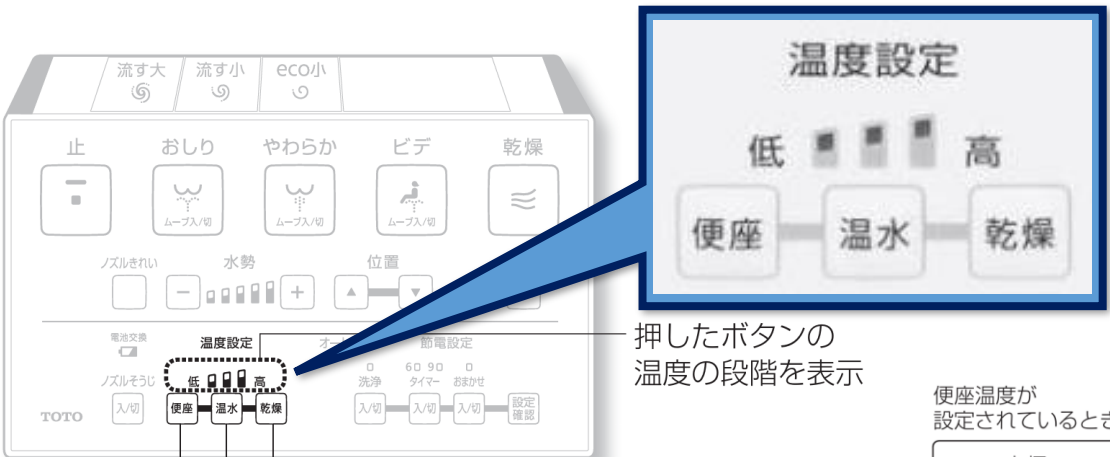 流す大 流す小 eco小
止 おしり やわらか ビデ 乾燥
ムーブ入/切 ムーブ入/切 ムーブ入/切
ノズルきれい 水勢 位置
− + ▲ ▼
電池交換 温度設定 節電設定
ノズルそうじ 低 高 洗浄 60 90 タイマー おまかせ
TOTO 入/切 便座 温水 乾燥 入/切 入/切 入/切 設定確認
温度設定
低 高
便座 温水 乾燥
押したボタンの
温度の段階を表示
便座温度が
設定されているとき